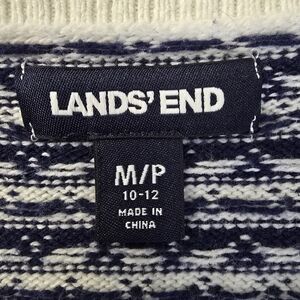 LANDS' END
M/P
10-12
MADE IN
CHINA